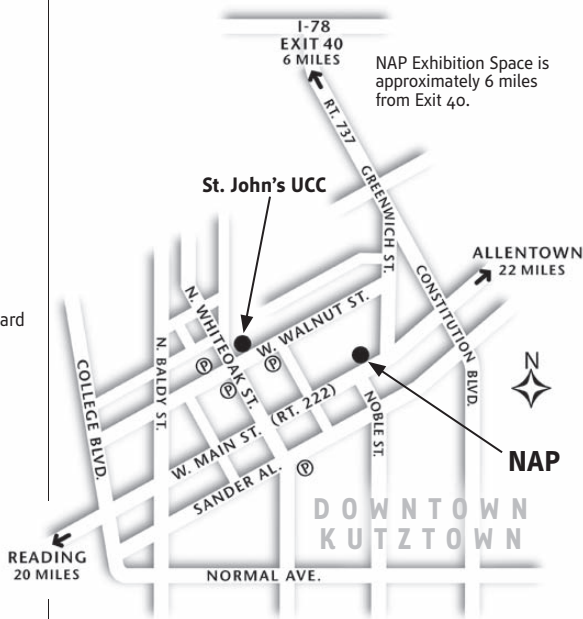 I-78
EXIT 40
6 MILES
NAP Exhibition Space is
approximately 6 miles
from Exit 40.
RT. 737
St. John's UCC
GREENWICH ST.
ALLENTOWN
22 MILES
CONSTITUTION BLVD.
ard
N. WHITEOAK ST.
W. WALNUT ST.
N. BALDY ST.
COLLEGE BLVD.
P
P
P
N
W. MAIN ST. (RT. 222)
NOBLE ST.
NAP
SANDER AL.
P
DOWNTOWN
KUTZTOWN
READING
20 MILES
NORMAL AVE.